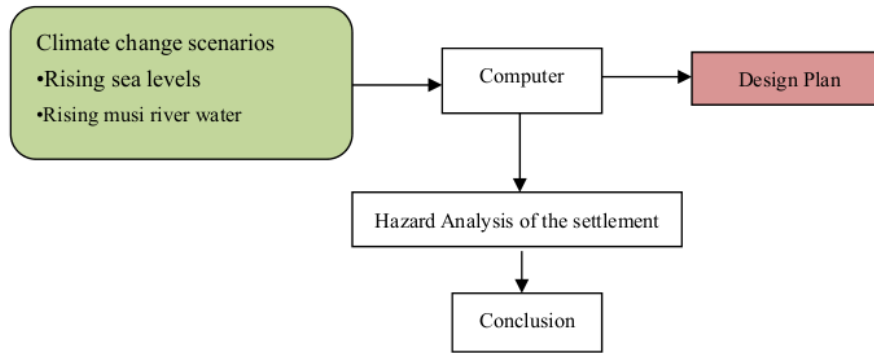 Climate change scenarios
•Rising sea levels
•Rising musi river water
Computer
Design Plan
Hazard Analysis of the settlement
Conclusion